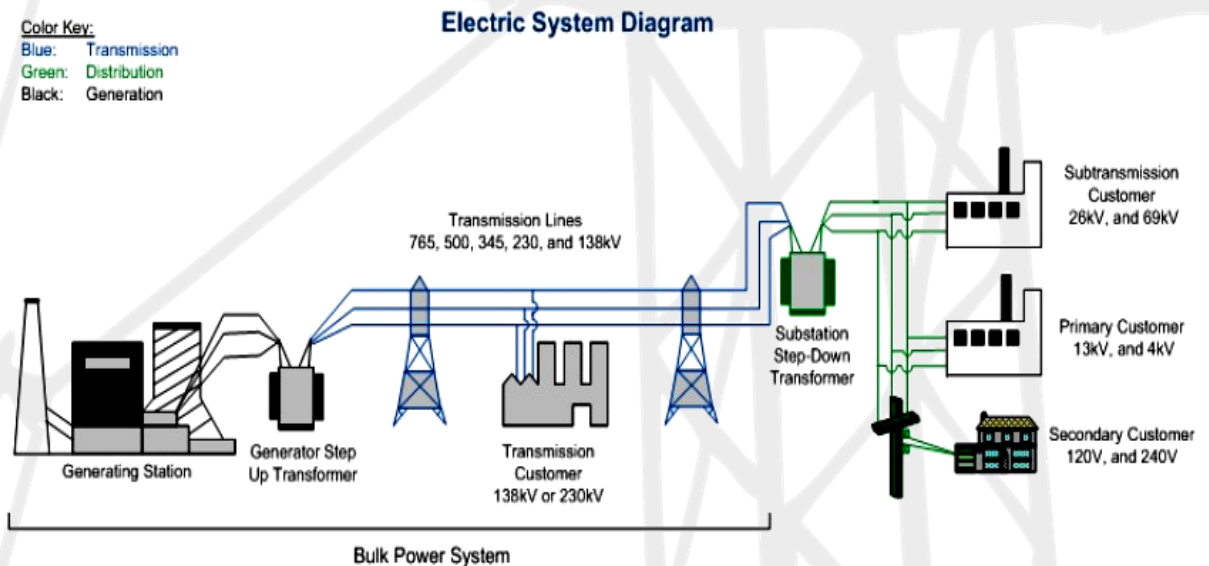 Electric System Diagram
Color Key:
Blue: Transmission
Green: Distribution
Black: Generation
Transmission Lines
765, 500, 345, 230, and 138kV
Subtransmission
Customer
26kV, and 69kV
Primary Customer
13kV, and 4kV
Substation
Step-Down
Transformer
Secondary Customer
120V, and 240V
Generating Station
Generator Step
Up Transformer
Transmission
Customer
138kV or 230kV
Bulk Power System